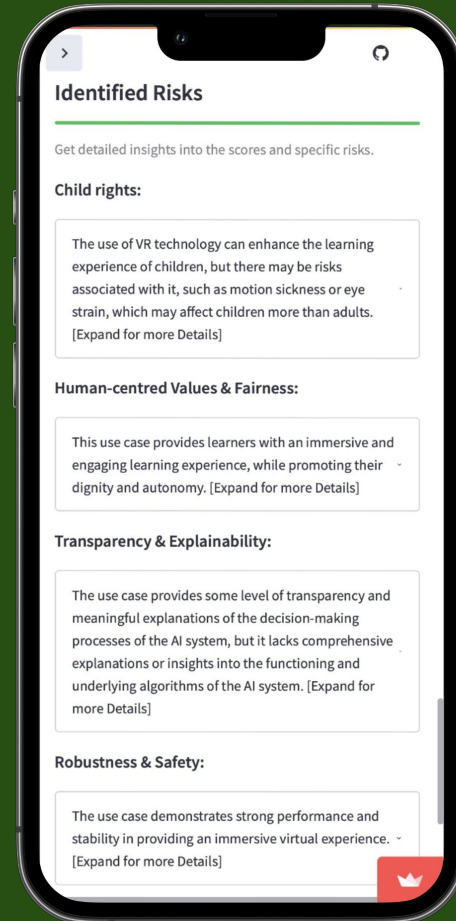 Identified Risks
Get detailed insights into the scores and specific risks.
Child rights:
The use of VR technology can enhance the learning
experience of children, but there may be risks
associated with it, such as motion sickness or eye
strain, which may affect children more than adults.
[Expand for more Details]
Human-centred Values & Fairness:
This use case provides learners with an immersive and
engaging learning experience, while promoting their
dignity and autonomy. [Expand for more Details]
Transparency & Explainability:
The use case provides some level of transparency and
meaningful explanations of the decision-making
processes of the AI system, but it lacks comprehensive
explanations or insights into the functioning and
underlying algorithms of the AI system. [Expand for
more Details]
Robustness & Safety:
The use case demonstrates strong performance and
stability in providing an immersive virtual experience.
[Expand for more Details]